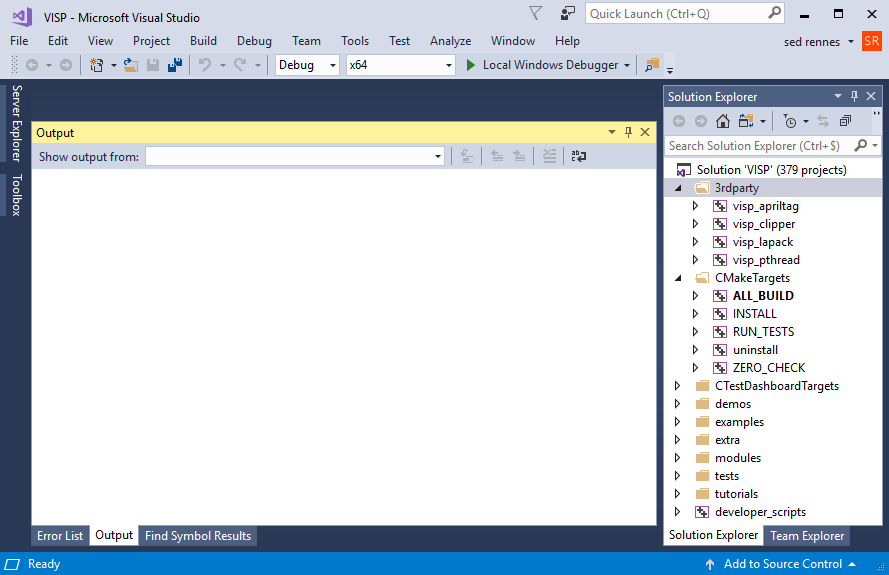 VISP - Microsoft Visual Studio
Quick Launch (Ctrl+Q)
File Edit View Project Build Debug Team Tools Test Analyze Window Help
sed rennes SR
Debug x64 Local Windows Debugger
Server Explorer
Toolbox
Output
Show output from:
Error List Output Find Symbol Results
Solution Explorer
Search Solution Explorer (Ctrl+$)
Solution 'VISP' (379 projects)
3rdparty
visp_apriltag
visp_clipper
visp_lapack
visp_pthread
CMakeTargets
ALL_BUILD
INSTALL
RUN_TESTS
uninstall
ZERO_CHECK
CTestDashboardTargets
demos
examples
extra
modules
tests
tutorials
developer_scripts
Solution Explorer Team Explorer
Ready
Add to Source Control